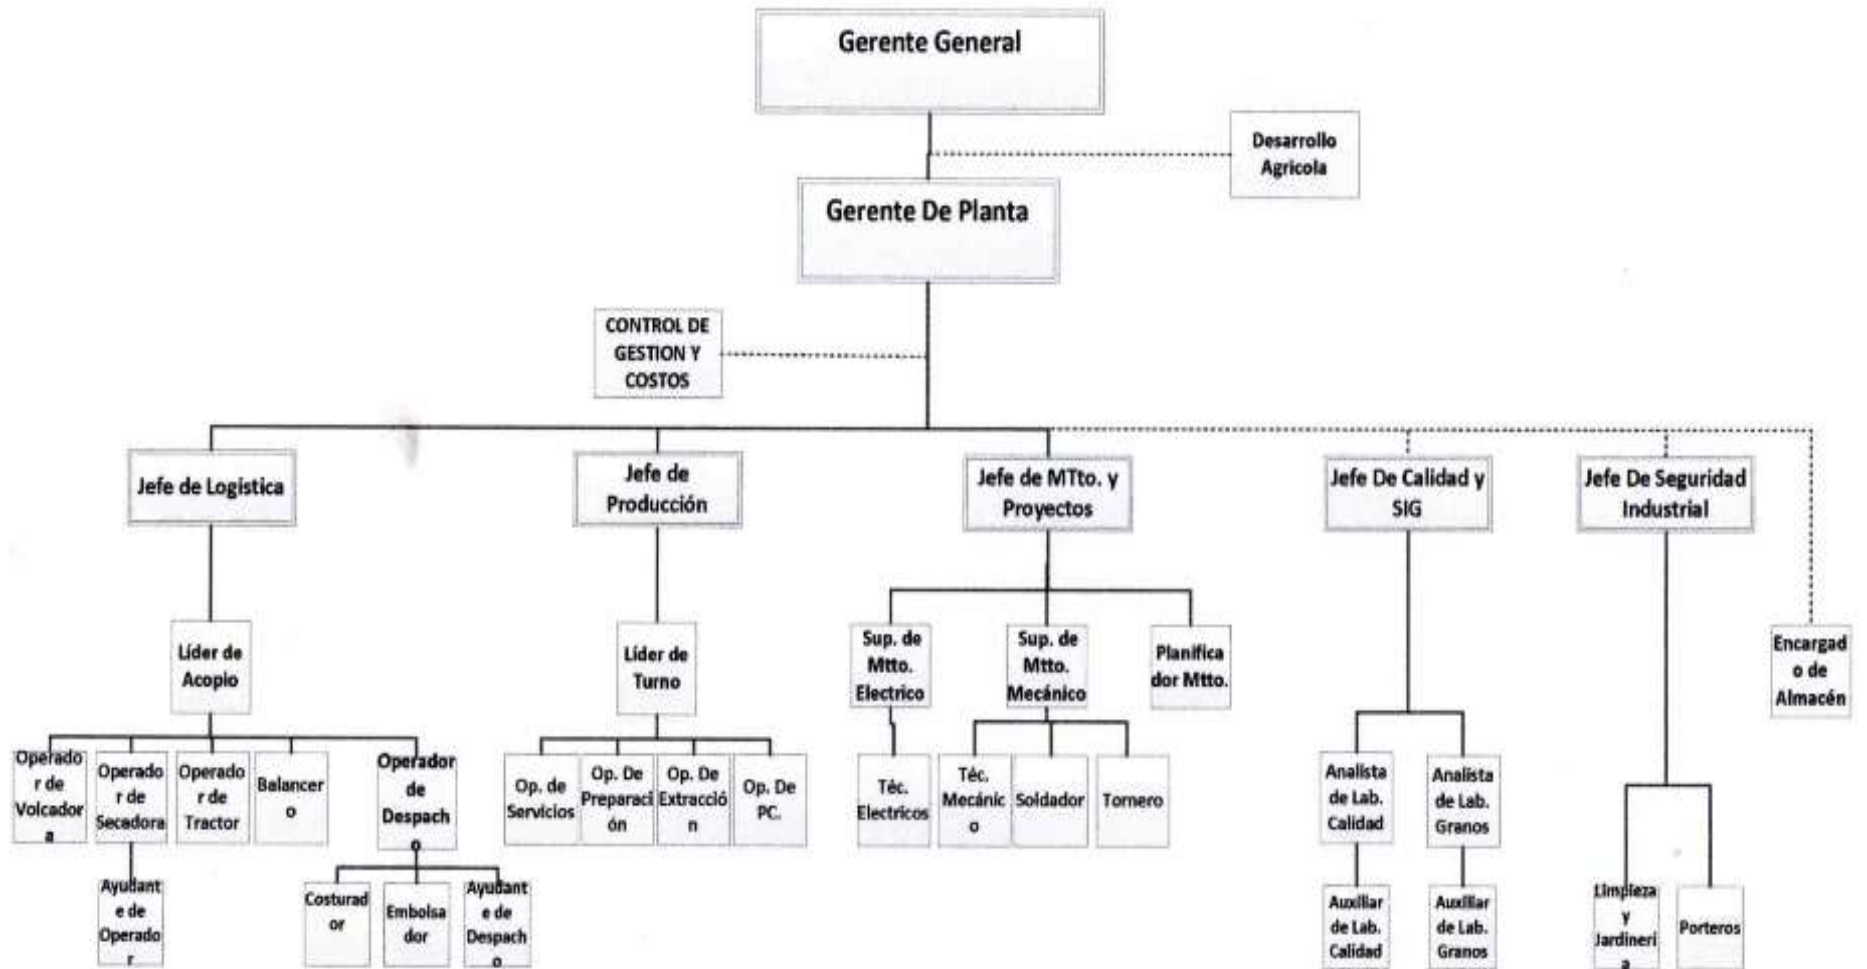 Gerente General
Desarrollo
Agricola
Gerente De Planta
CONTROL DE
GESTION Y
COSTOS
Jefe de Logistica
Jefe de
Producción
Jefe de MTto. y
Proyectos
Jefe De Calidad y
SIG
Jefe De Seguridad
Industrial
Líder de
Acopio
Líder de
Turno
Sup. de
Mtto.
Electrico
Sup. de
Mtto.
Mecánico
Planifica
dor Mtto.
Encargad
o de
Almacén
Operado
r de
Volcador
a
Operado
r de
Secadora
Operado
r de
Tractor
Balancer
o
Operador
de
Despach
o
Op. de
Servicios
Op. De
Preparaci
ón
Op. De
Extracció
n
Op. De
PC.
Téc.
Electricos
Téc.
Mecánic
o
Soldador
Tornero
Analista
de Lab.
Calidad
Analista
de Lab.
Granos
Ayudant
e de
Operado
r
Costurad
or
Embolsa
dor
Ayudant
e de
Despach
o
Auxiliar
de Lab.
Calidad
Auxiliar
de Lab.
Granos
Limpieza
y
Jardineri
a
Porteros